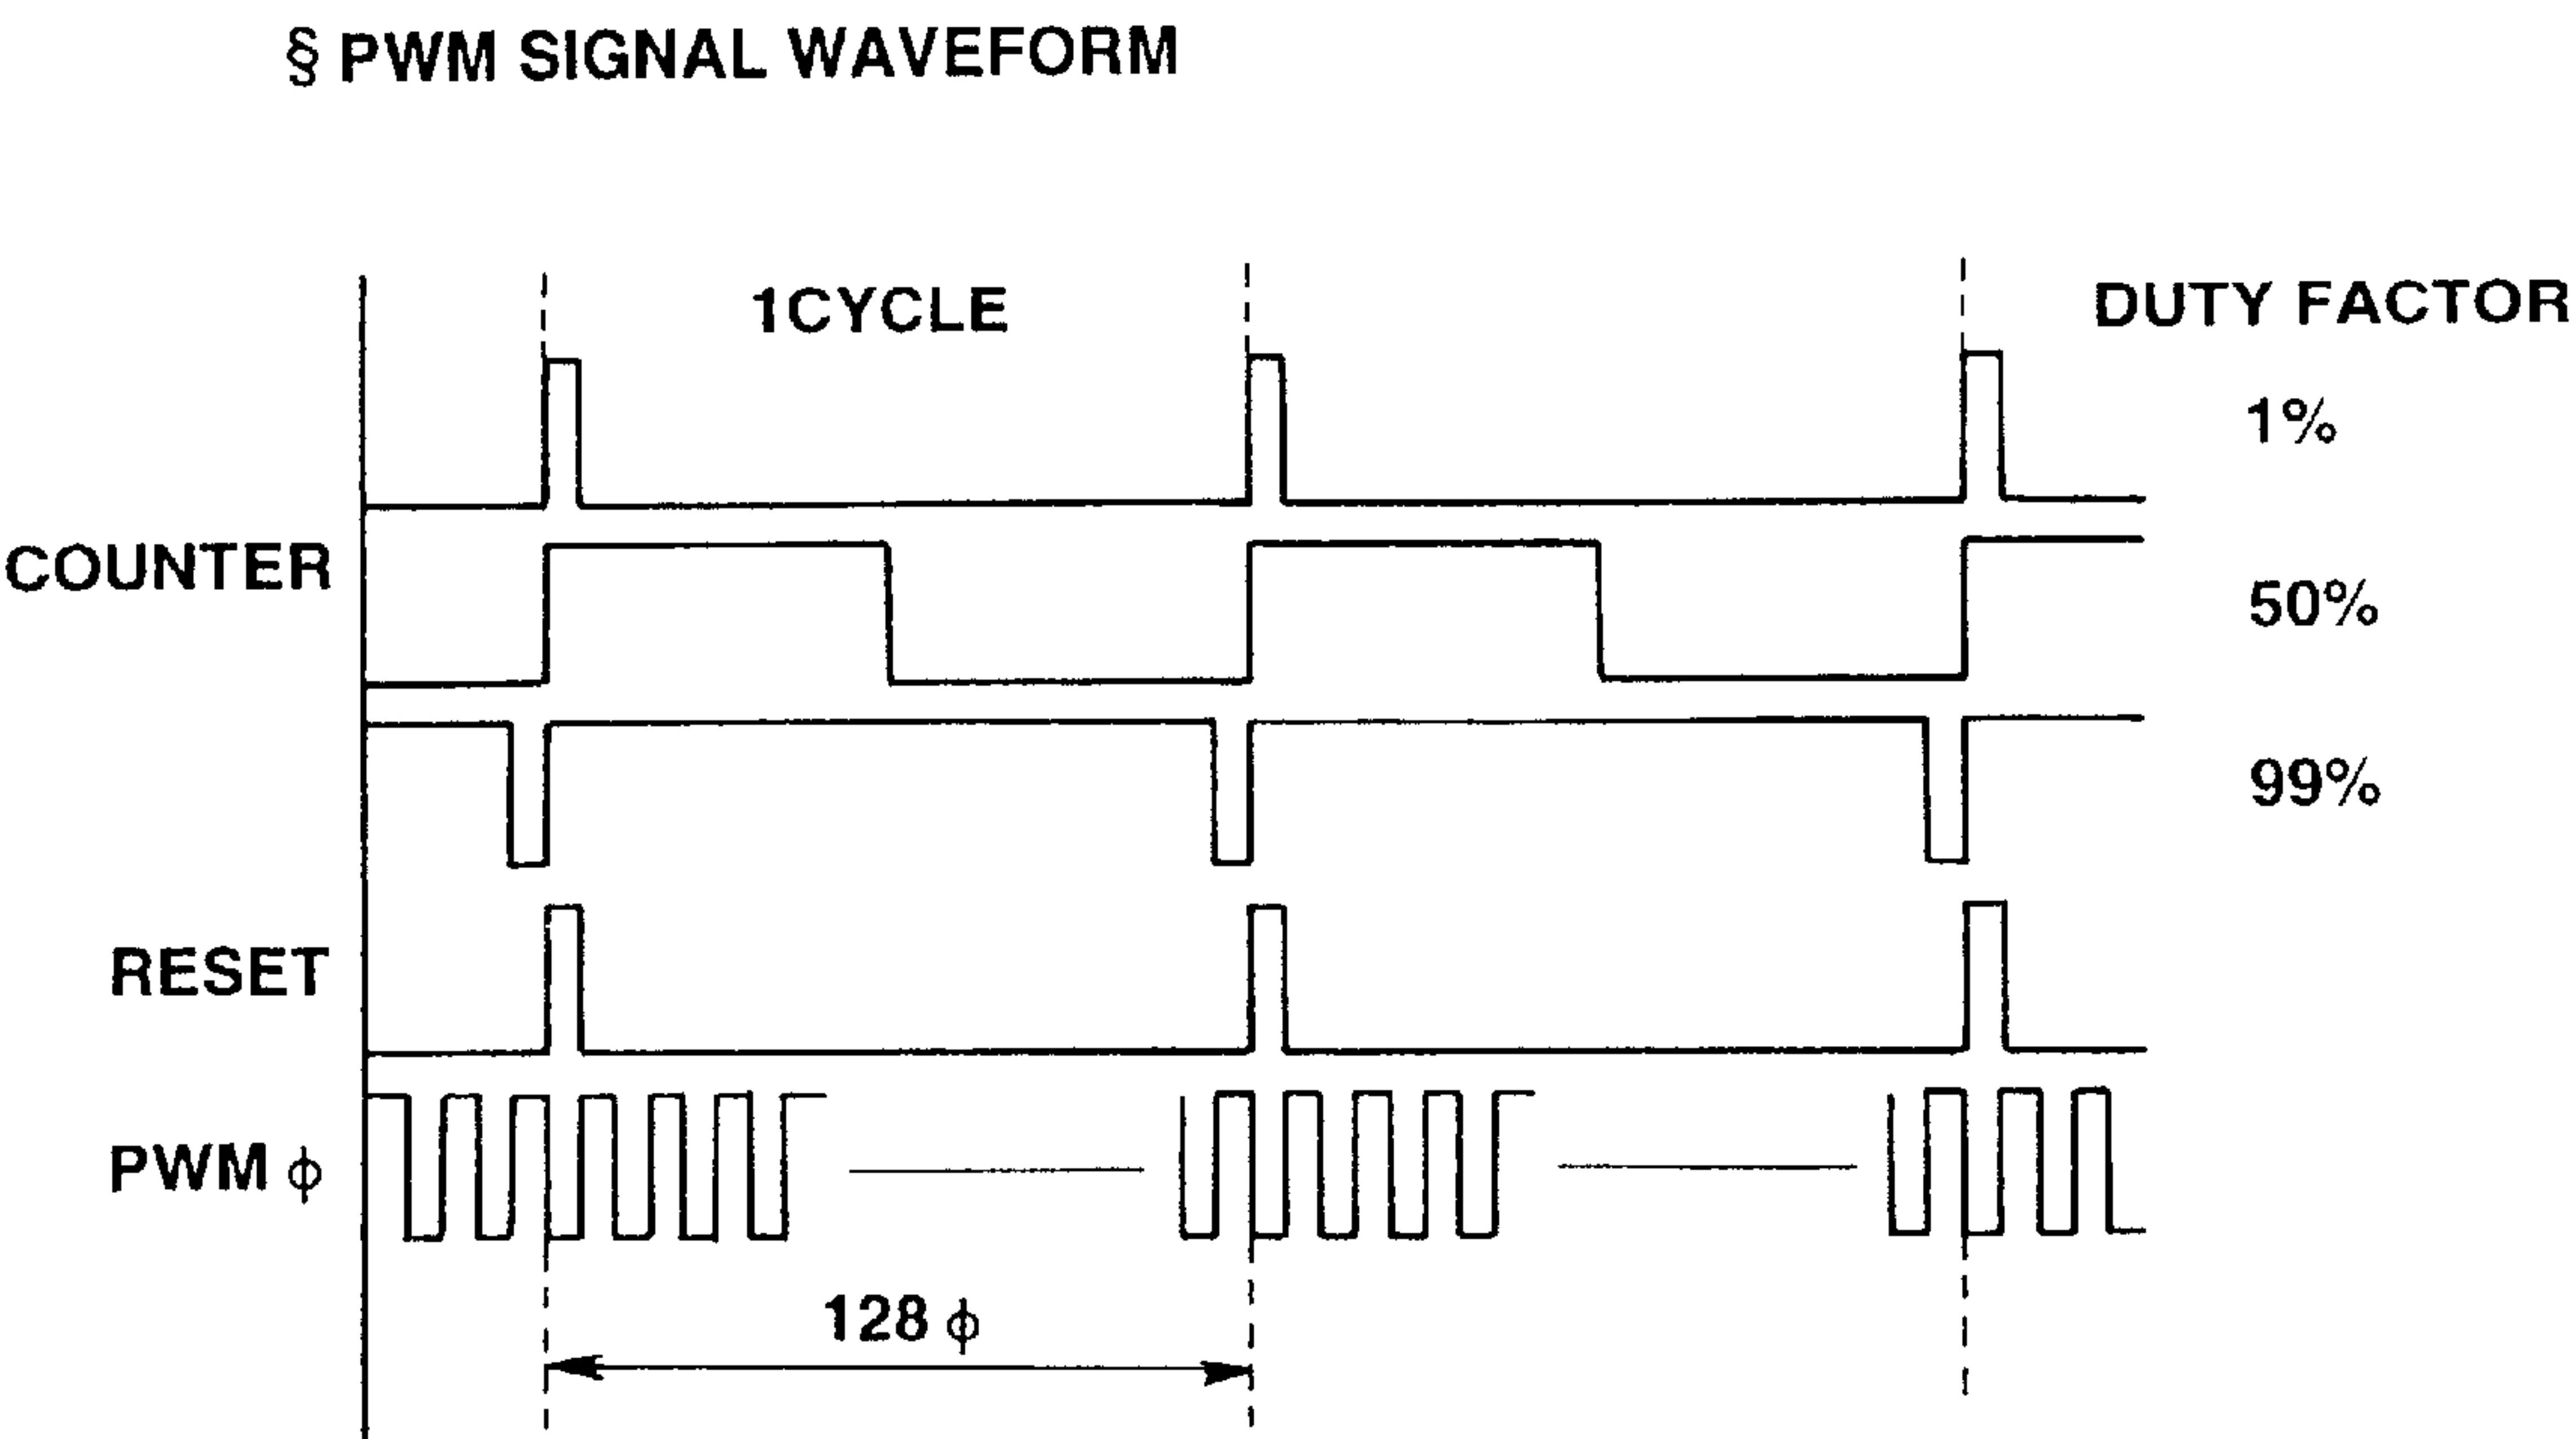 § PWM SIGNAL WAVEFORM
1CYCLE
DUTY FACTOR
1%
COUNTER
50%
99%
RESET
PWM ϕ
128 ϕ